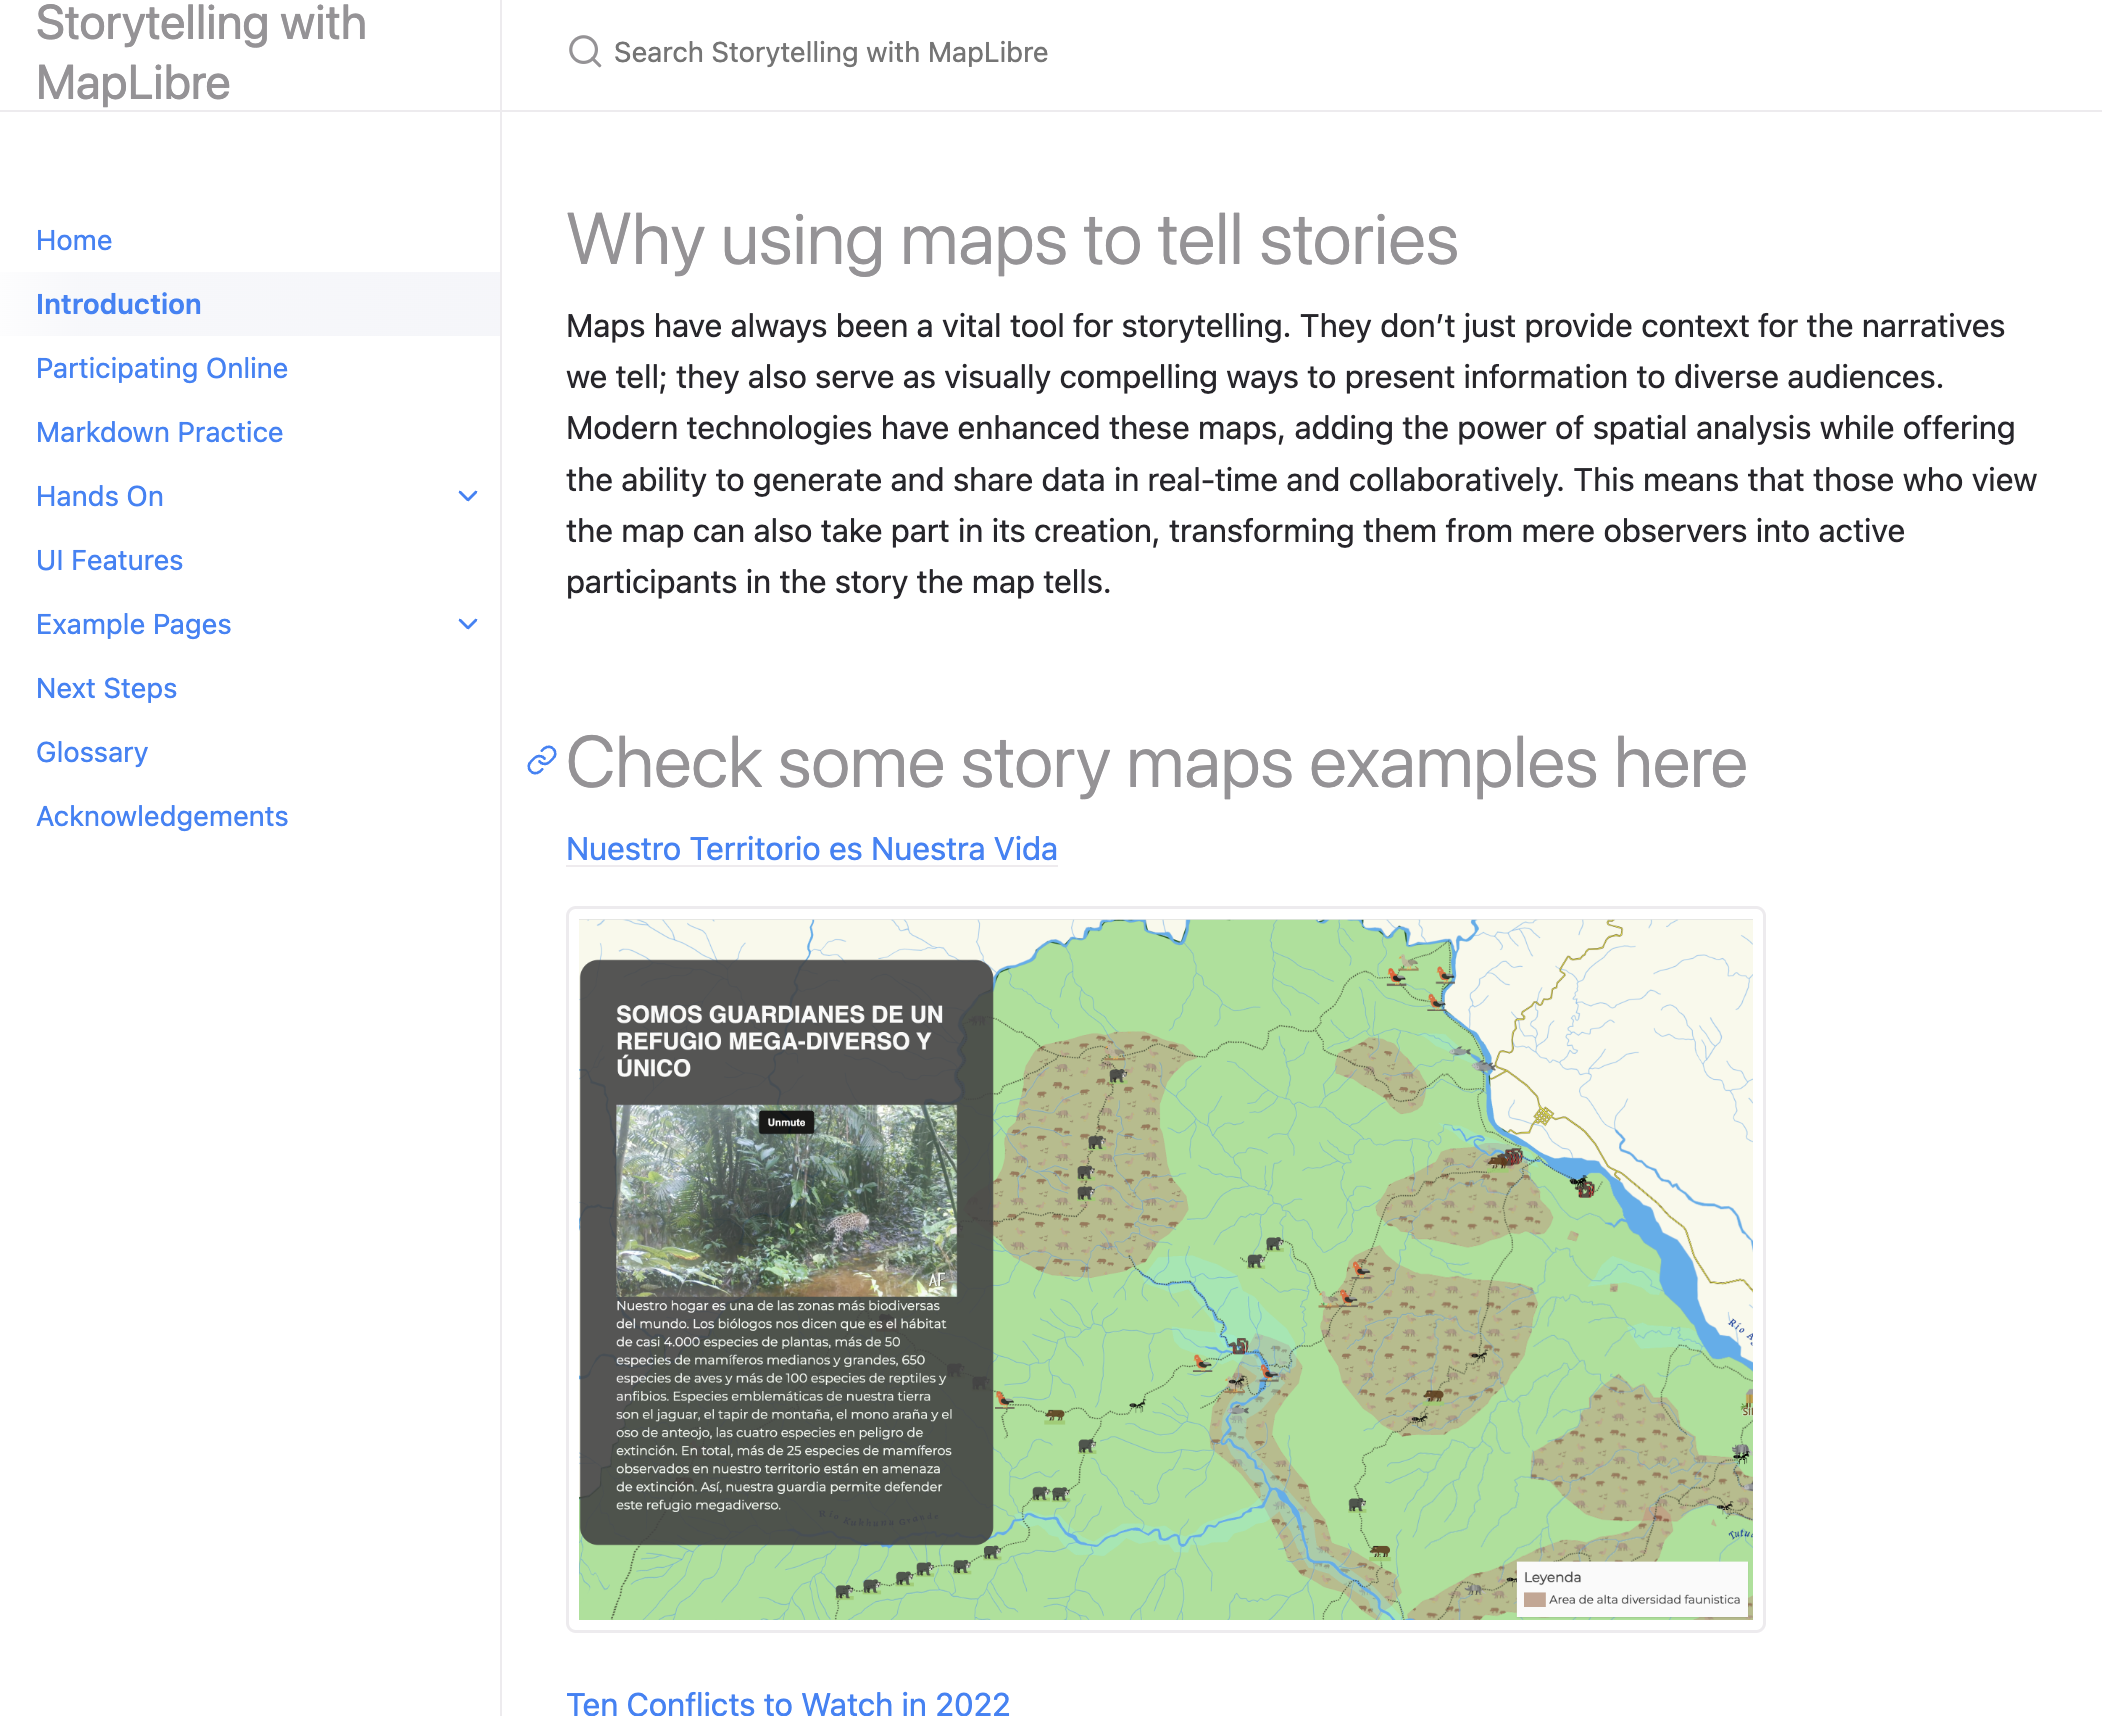 Storytelling with
MapLibre
Search Storytelling with MapLibre
Home
Introduction
Participating Online
Markdown Practice
Hands On
UI Features
Example Pages
Next Steps
Glossary
Acknowledgements
Why using maps to tell stories
Maps have always been a vital tool for storytelling. They don’t just provide context for the narratives
we tell; they also serve as visually compelling ways to present information to diverse audiences.
Modern technologies have enhanced these maps, adding the power of spatial analysis while offering
the ability to generate and share data in real-time and collaboratively. This means that those who view
the map can also take part in its creation, transforming them from mere observers into active
participants in the story the map tells.
Check some story maps examples here
Nuestro Territorio es Nuestra Vida
SOMOS GUARDIANES DE UN
REFUGIO MEGA-DIVERSO Y
ÚNICO
Unmute
AF
Nuestro hogar es una de las zonas más biodiversas
del mundo. Los biólogos nos dicen que es el hábitat
de casi 4.000 especies de plantas, más de 50
especies de mamíferos medianos y grandes, 650
especies de aves y más de 100 especies de reptiles y
anfibios. Especies emblemáticas de nuestra tierra
son el jaguar, el tapir de montaña, el mono araña y el
oso de anteojo, las cuatro especies en peligro de
extinción. En total, más de 25 especies de mamíferos
observados en nuestro territorio están en amenaza
de extinción. Así, nuestra guardia permite defender
este refugio megadiverso.
Río
Leyenda
Area de alta diversidad faunistica
Ten Conflicts to Watch in 2022